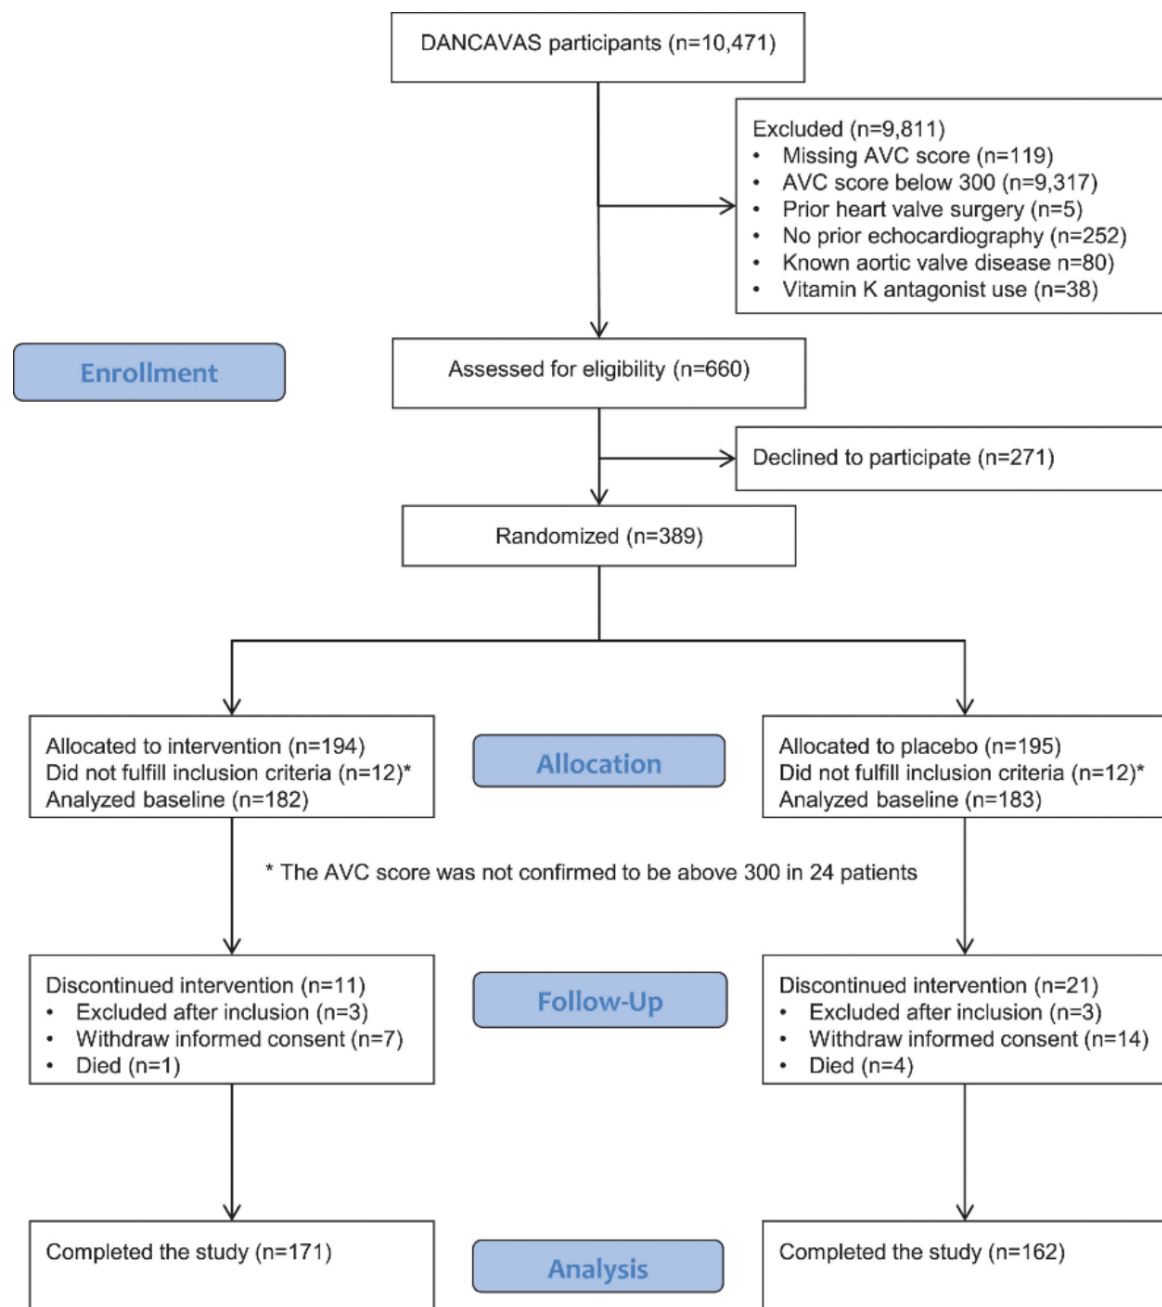 DANCAVAS participants (n=10,471)
Excluded (n=9,811)
• Missing AVC score (n=119)
• AVC score below 300 (n=9,317)
• Prior heart valve surgery (n=5)
• No prior echocardiography (n=252)
• Known aortic valve disease n=80)
• Vitamin K antagonist use (n=38)
Enrollment
Assessed for eligibility (n=660)
Declined to participate (n=271)
Randomized (n=389)
Allocated to intervention (n=194)
Did not fulfill inclusion criteria (n=12)*
Analyzed baseline (n=182)
Allocation
Allocated to placebo (n=195)
Did not fulfill inclusion criteria (n=12)*
Analyzed baseline (n=183)
* The AVC score was not confirmed to be above 300 in 24 patients
Discontinued intervention (n=11)
• Excluded after inclusion (n=3)
• Withdraw informed consent (n=7)
• Died (n=1)
Follow-Up
Discontinued intervention (n=21)
• Excluded after inclusion (n=3)
• Withdraw informed consent (n=14)
• Died (n=4)
Completed the study (n=171)
Analysis
Completed the study (n=162)